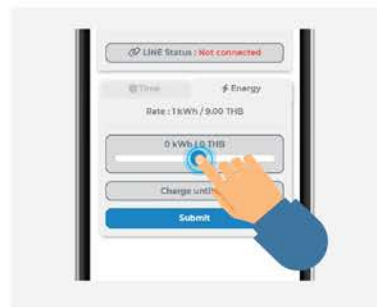 LINE Status : Not connected
Time
Energy
Rate : 1 kWh / 9.00 THB
0 kWh | 0 THB
Charge until
Submit